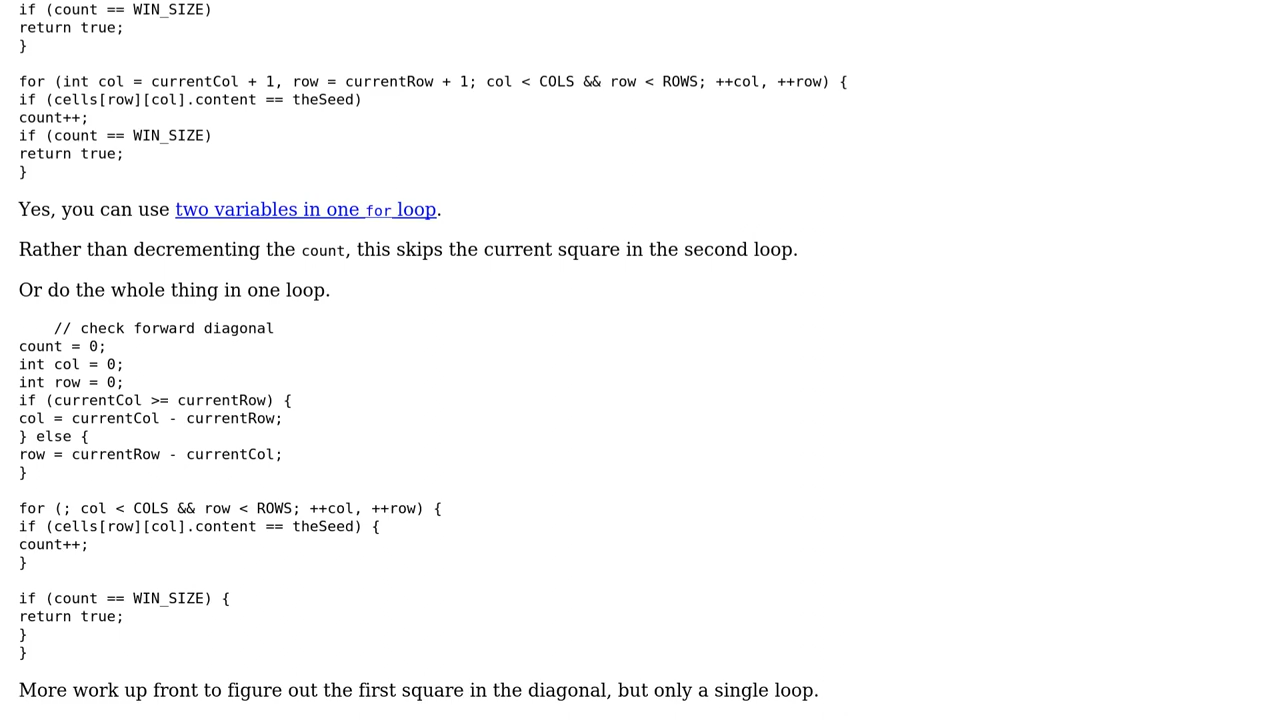 if (count == WIN_SIZE)
return true;
}
for (int col = currentCol + 1, row = currentRow + 1; col < COLS && row < ROWS; ++col, ++row) {
if (cells[row][col].content == theSeed)
count++;
if (count == WIN_SIZE)
return true;
}
Yes, you can use two variables in one for loop.
Rather than decrementing the count, this skips the current square in the second loop.
Or do the whole thing in one loop.
// check forward diagonal
count = 0;
int col = 0;
int row = 0;
if (currentCol >= currentRow) {
col = currentCol - currentRow;
} else {
row = currentRow - currentCol;
}
for (; col < COLS && row < ROWS; ++col, ++row) {
if (cells[row][col].content == theSeed) {
count++;
}
if (count == WIN_SIZE) {
return true;
}
}
More work up front to figure out the first square in the diagonal, but only a single loop.